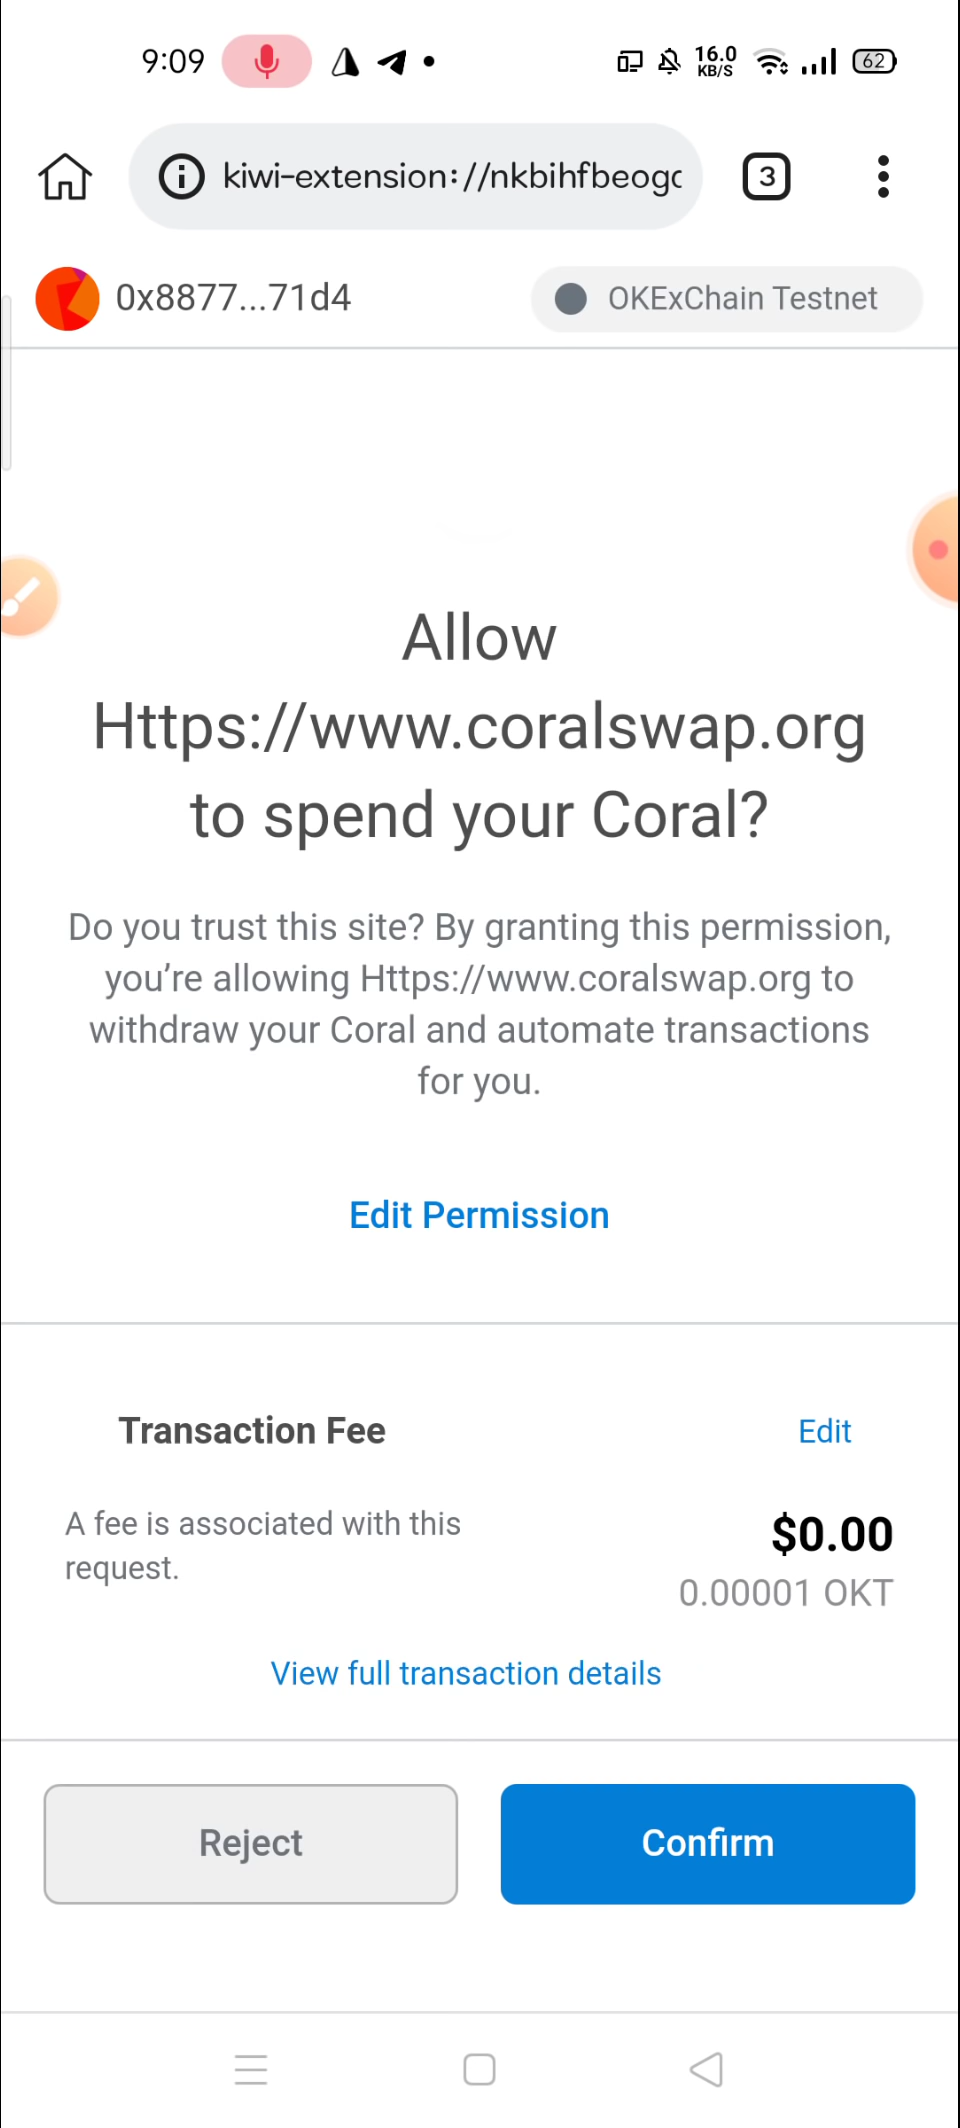 9:09
16.0
KB/S
62
kiwi-extension://nkbihfbeogc
3
0x8877...71d4
OKExChain Testnet
Allow
Https://www.coralswap.org
to spend your Coral?
Do you trust this site? By granting this permission,
you’re allowing Https://www.coralswap.org to
withdraw your Coral and automate transactions
for you.
Edit Permission
Transaction Fee
Edit
A fee is associated with this
request.
$0.00
0.00001 OKT
View full transaction details
Reject
Confirm